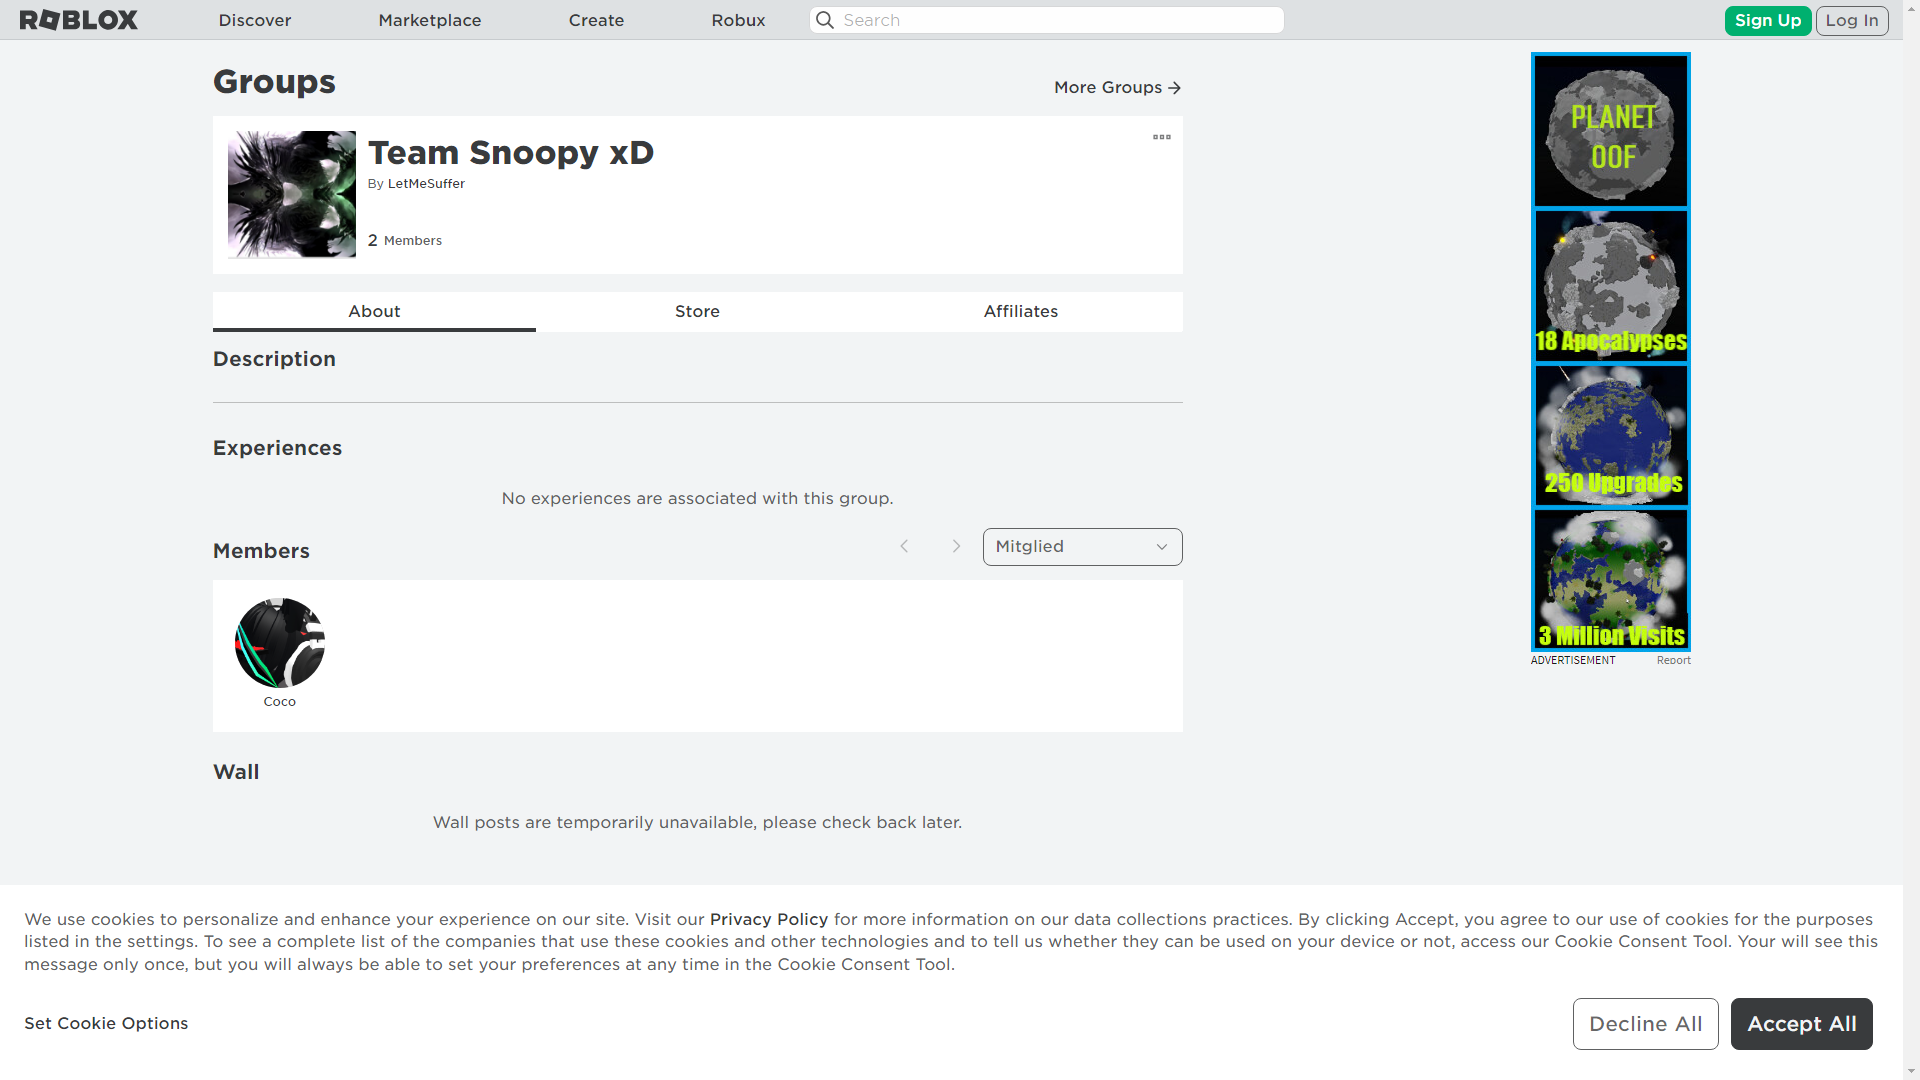 ROBLOX
Discover
Marketplace
Create
Robux
Search
Sign Up
Log In
Groups
More Groups
Team Snoopy xD
By LetMeSuffer
2 Members
About
Store
Affiliates
Description
Experiences
No experiences are associated with this group.
Members
Mitglied
Coco
Wall
Wall posts are temporarily unavailable, please check back later.
PLANET
OOF
18 Apocalypses
250 Upgrades
3 Million Visits
ADVERTISEMENT
Report
We use cookies to personalize and enhance your experience on our site. Visit our Privacy Policy for more information on our data collections practices. By clicking Accept, you agree to our use of cookies for the purposes
listed in the settings. To see a complete list of the companies that use these cookies and other technologies and to tell us whether they can be used on your device or not, access our Cookie Consent Tool. Your will see this
message only once, but you will always be able to set your preferences at any time in the Cookie Consent Tool.
Set Cookie Options
Decline All
Accept All